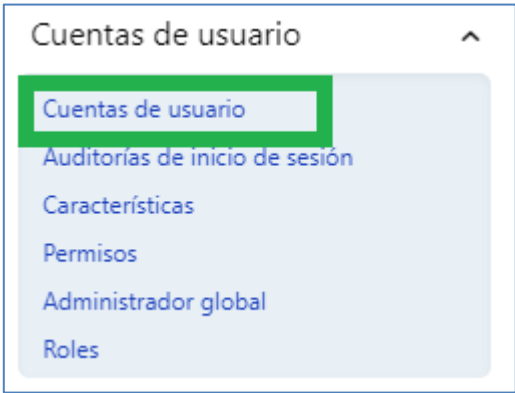 Cuentas de usuario
Cuentas de usuario
Auditorías de inicio de sesión
Características
Permisos
Administrador global
Roles